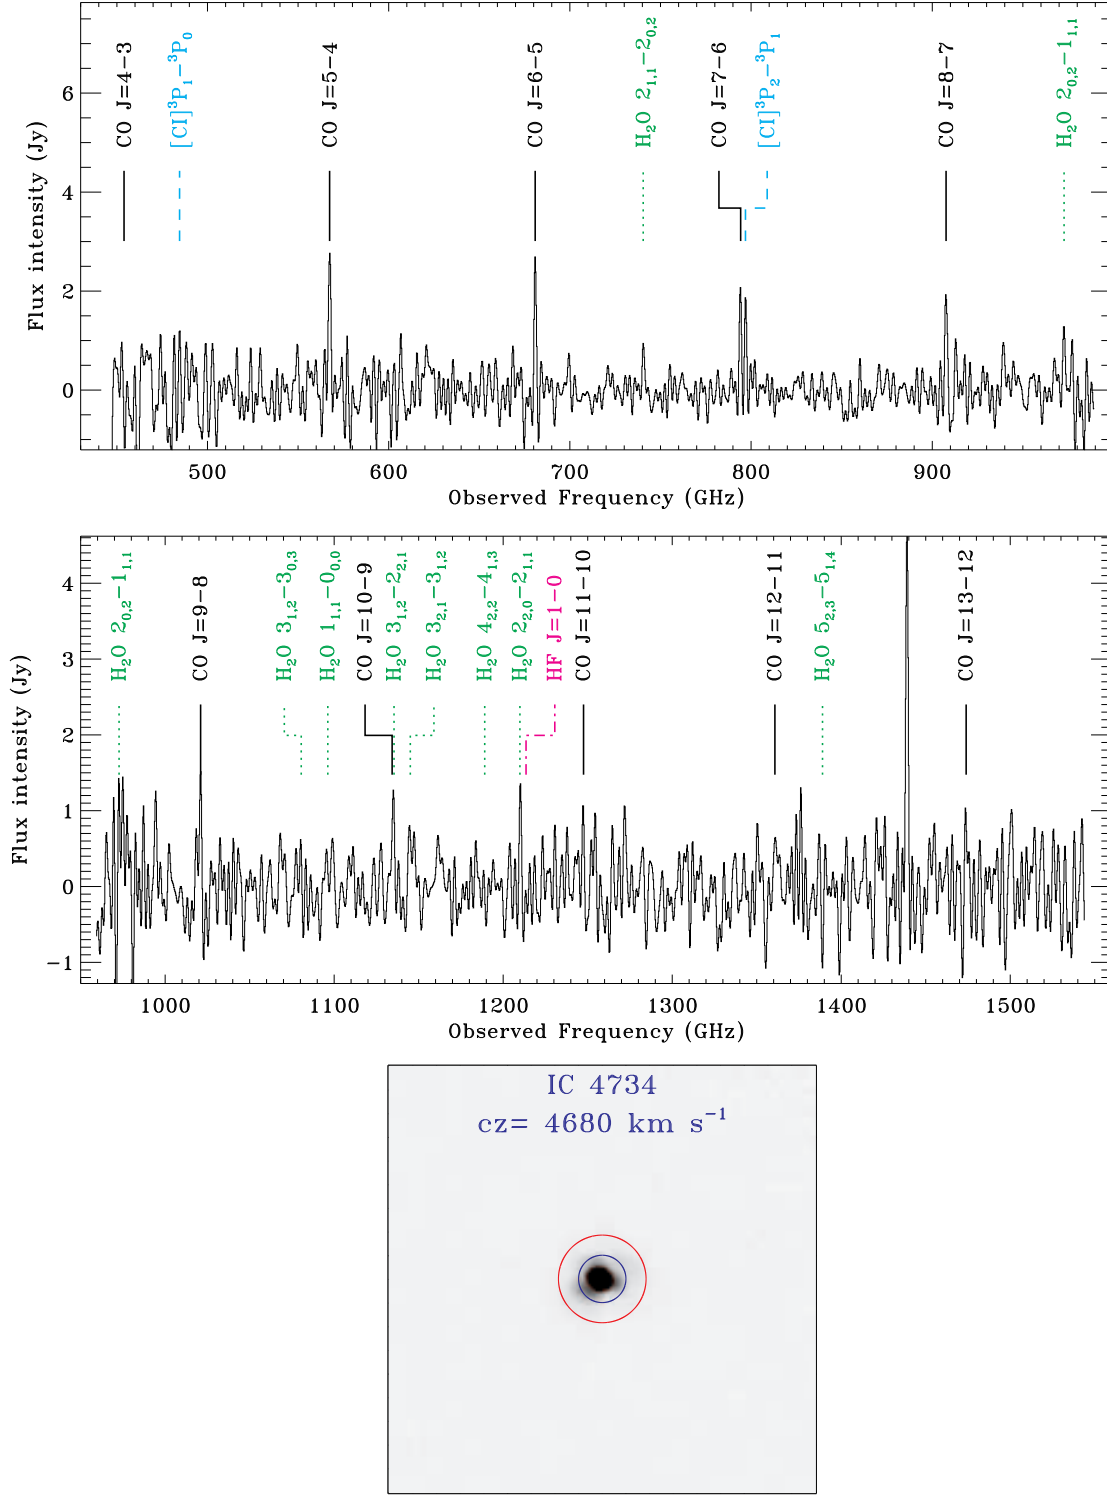 CO J=4−3
[CI]³P₁−³P₀
CO J=5−4
CO J=6−5
H₂O 2₁,₁−2₀,₂
CO J=7−6
[CI]³P₂−³P₁
CO J=8−7
H₂O 2₀,₂−1₁,₁
Flux intensity (Jy)
6
4
2
0
500 600 700 800 900
Observed Frequency (GHz)
H₂O 2₀,₂−1₁,₁
CO J=9−8
H₂O 3₁,₂−3₀,₃
H₂O 1₁,₁−0₀,₀
CO J=10−9
H₂O 3₁,₂−2₂,₁
H₂O 3₂,₁−3₁,₂
H₂O 4₂,₂−4₁,₃
H₂O 2₂,₀−2₁,₁
HF J=1−0
CO J=11−10
CO J=12−11
H₂O 5₂,₃−5₁,₄
CO J=13−12
Flux intensity (Jy)
4
3
2
1
0
−1
1000 1100 1200 1300 1400 1500
Observed Frequency (GHz)
IC 4734
cz= 4680 km s⁻¹